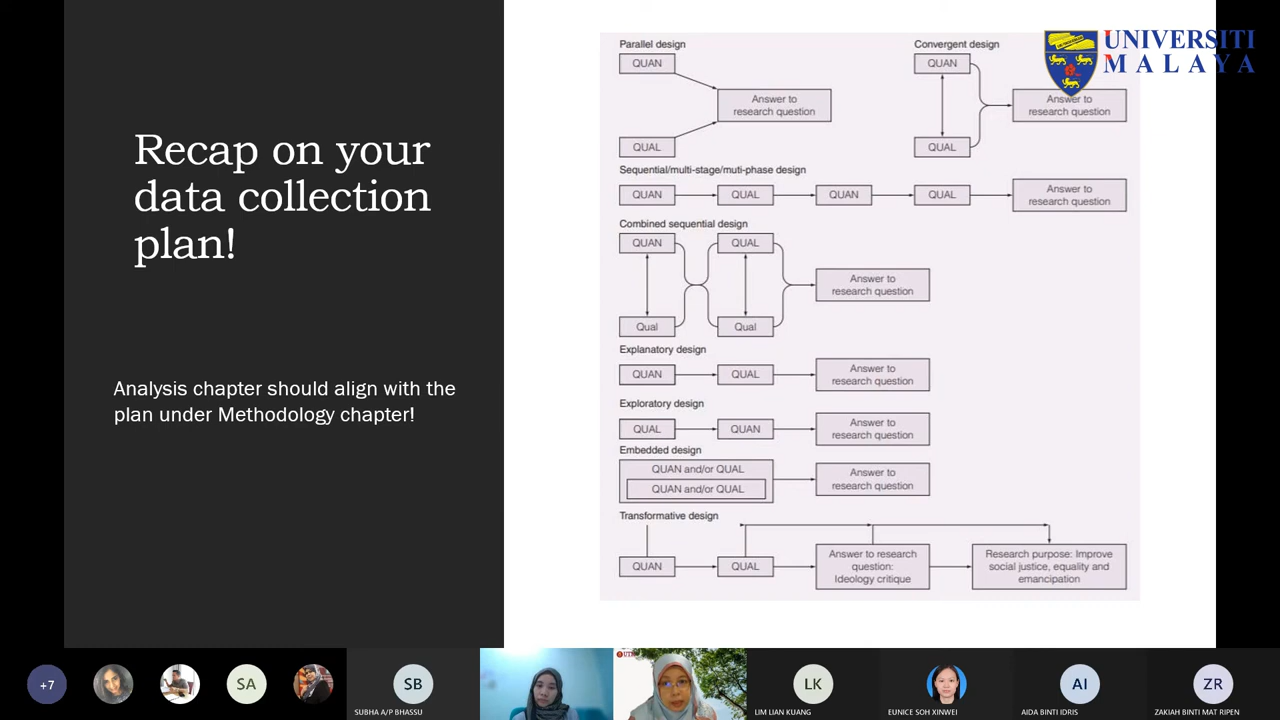 Recap on your
data collection
plan!
Analysis chapter should align with the
plan under Methodology chapter!
UNIVERSITI
MALAYA
Parallel design
QUAN
QUAL
Answer to
research question
Convergent design
QUAN
QUAL
Answer to
research question
Sequential/multi-stage/muti-phase design
QUAN
QUAL
QUAN
QUAL
Answer to
research question
Combined sequential design
QUAN
QUAL
Qual
Qual
Answer to
research question
Explanatory design
QUAN
QUAL
Answer to
research question
Exploratory design
QUAL
QUAN
Answer to
research question
Embedded design
QUAN and/or QUAL
QUAN and/or QUAL
Answer to
research question
Transformative design
QUAN
QUAL
Answer to research
question:
Ideology critique
Research purpose: Improve
social justice, equality and
emancipation
+7
SA
SB
SUBHA A/P BHASSU
LK
LIM LIAN KUANG
EUNICE SOH XINWEI
AI
AIDA BINTI IDRIS
ZR
ZAKIAH BINTI MAT RIPEN